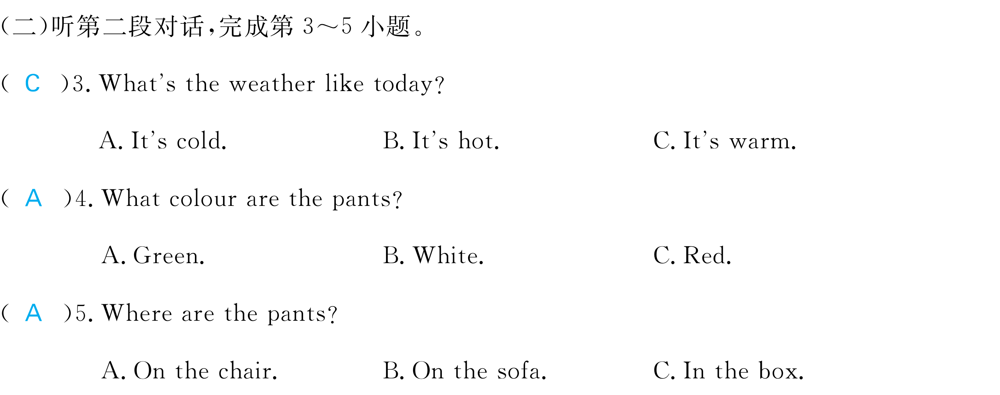 (二)听第二段对话,完成第 3～5 小题。
( C )3. What's the weather like today?
A. It's cold. B. It's hot. C. It's warm.
( A )4. What colour are the pants?
A. Green. B. White. C. Red.
( A )5. Where are the pants?
A. On the chair. B. On the sofa. C. In the box.